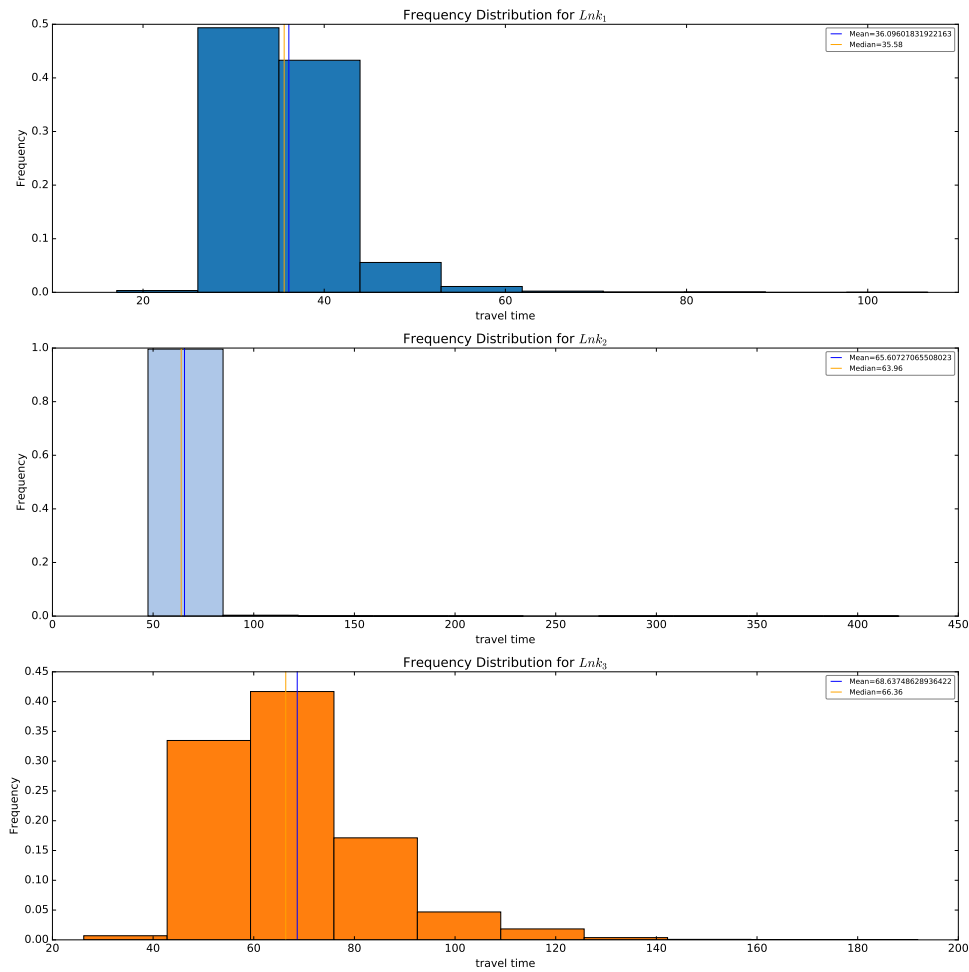 Frequency Distribution for Lnk₁
Mean=36.09601831922163
Median=35.58
Frequency
0.5
0.4
0.3
0.2
0.1
0.0
20 40 60 80 100
travel time
Frequency Distribution for Lnk₂
Mean=65.60727065508023
Median=63.96
Frequency
1.0
0.8
0.6
0.4
0.2
0.0
0 50 100 150 200 250 300 350 400 450
travel time
Frequency Distribution for Lnk₃
Mean=68.63748628936422
Median=66.36
Frequency
0.45
0.40
0.35
0.30
0.25
0.20
0.15
0.10
0.05
0.00
20 40 60 80 100 120 140 160 180 200
travel time